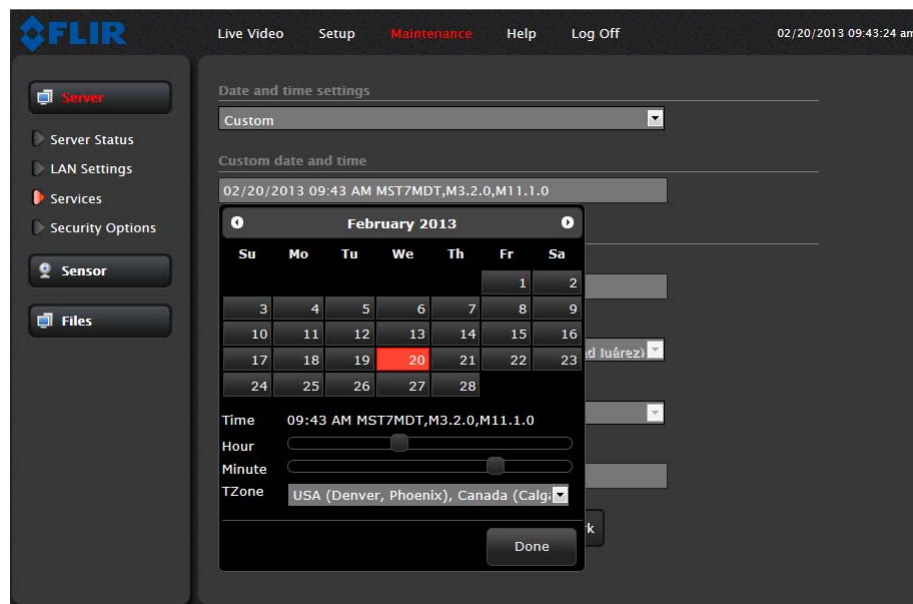 FLIR
Live Video Setup Maintenance Help Log Off 02/20/2013 09:43:24 am
Server
Server Status
LAN Settings
Services
Security Options
Sensor
Files
Date and time settings
Custom
Custom date and time
02/20/2013 09:43 AM MST7MDT,M3.2.0,M11.1.0
February 2013
Su Mo Tu We Th Fr Sa
1 2
3 4 5 6 7 8 9
10 11 12 13 14 15 16
17 18 19 20 21 22 23
24 25 26 27 28
Time 09:43 AM MST7MDT,M3.2.0,M11.1.0
Hour
Minute
TZone USA (Denver, Phoenix), Canada (Calga
Done